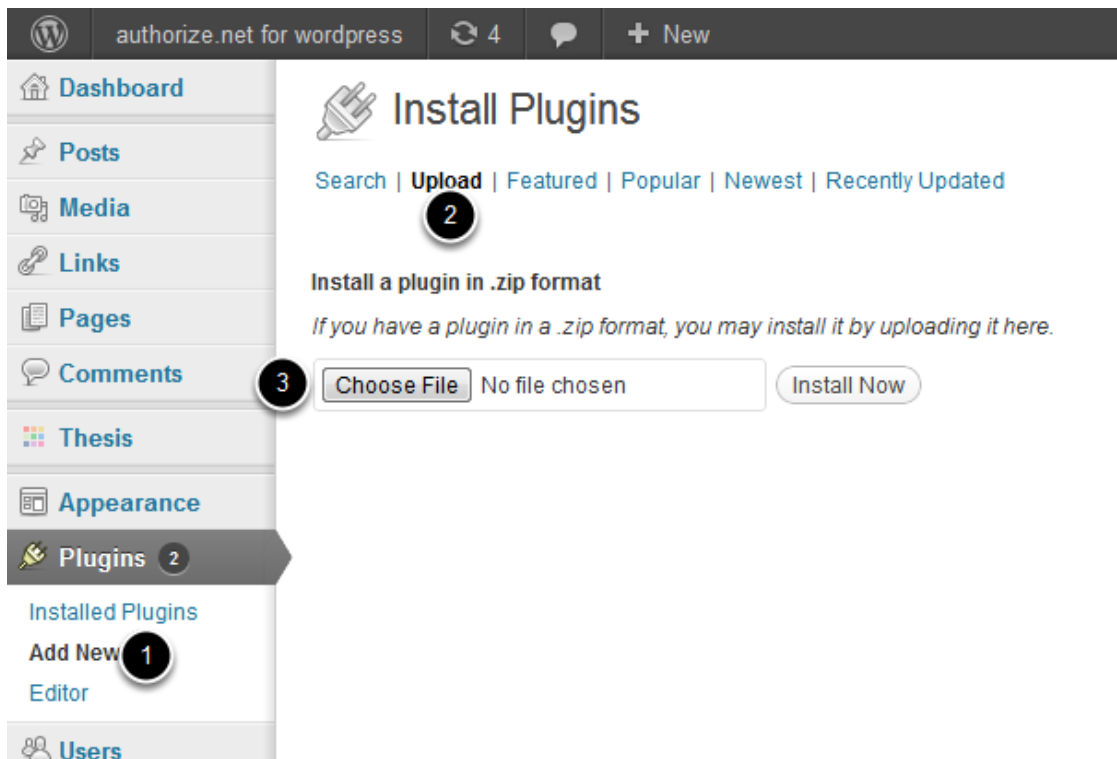 authorize.net for wordpress 4 + New
Dashboard
Posts
Media
Links
Pages
Comments
Thesis
Appearance
Plugins 2
Installed Plugins
Add New 1
Editor
Users
Install Plugins
Search | Upload | Featured | Popular | Newest | Recently Updated
2
Install a plugin in .zip format
If you have a plugin in a .zip format, you may install it by uploading it here.
3 Choose File No file chosen Install Now